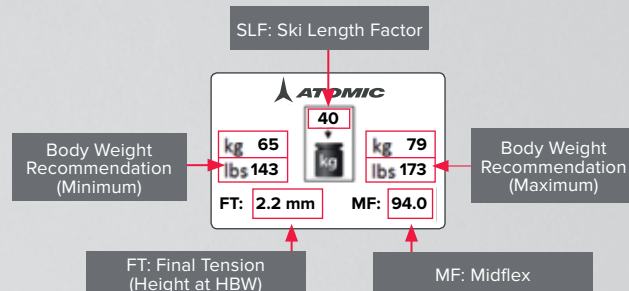 SLF: Ski Length Factor
ATOMIC
40
kg 65
lbs 143
kg
kg 79
lbs 173
Body Weight
Recommendation
(Minimum)
Body Weight
Recommendation
(Maximum)
FT: 2.2 mm MF: 94.0
FT: Final Tension
(Height at HBW)
MF: Midflex